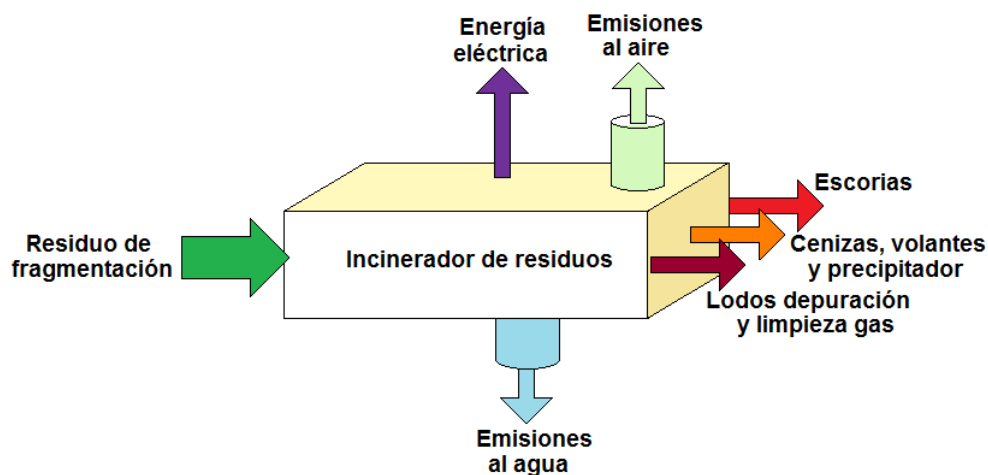 Energía
eléctrica
Emisiones
al aire
Escorias
Residuo de
fragmentación
Incinerador de residuos
Cenizas, volantes
y precipitador
Lodos depuración
y limpieza gas
Emisiones
al agua